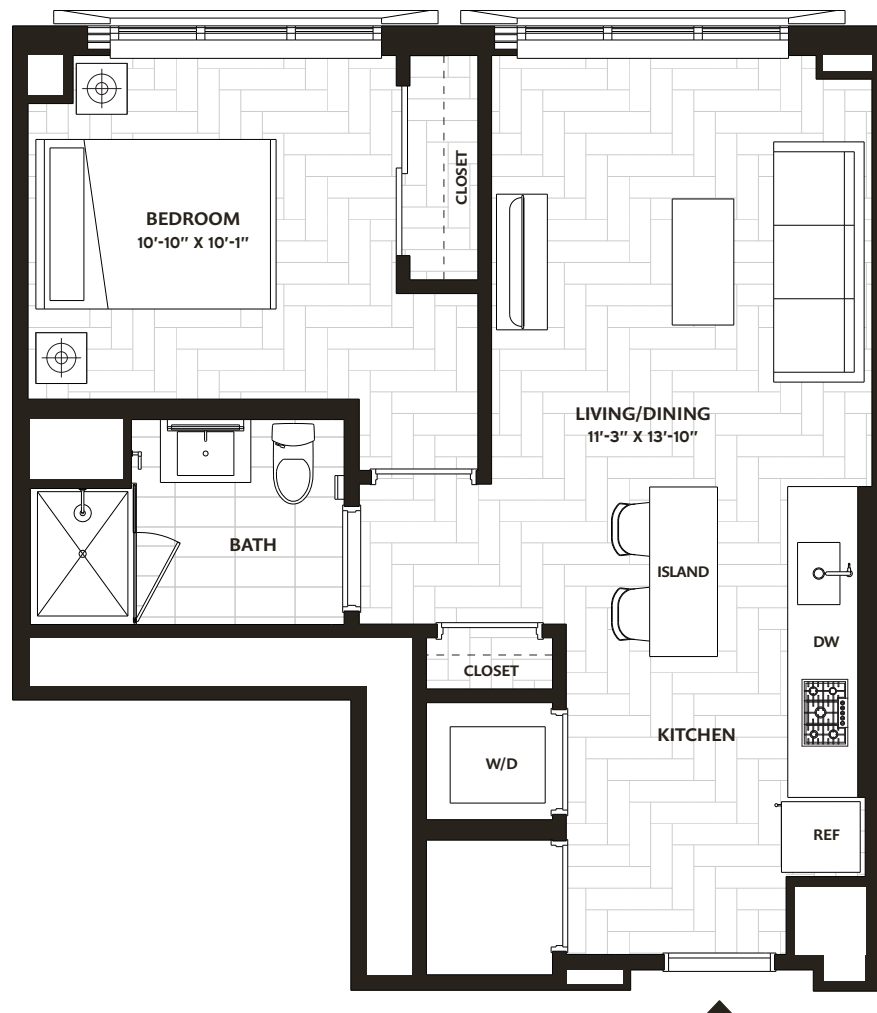 BEDROOM
10'-10" X 10'-1"
CLOSET
LIVING/DINING
11'-3" X 13'-10"
BATH
ISLAND
DW
CLOSET
KITCHEN
W/D
REF